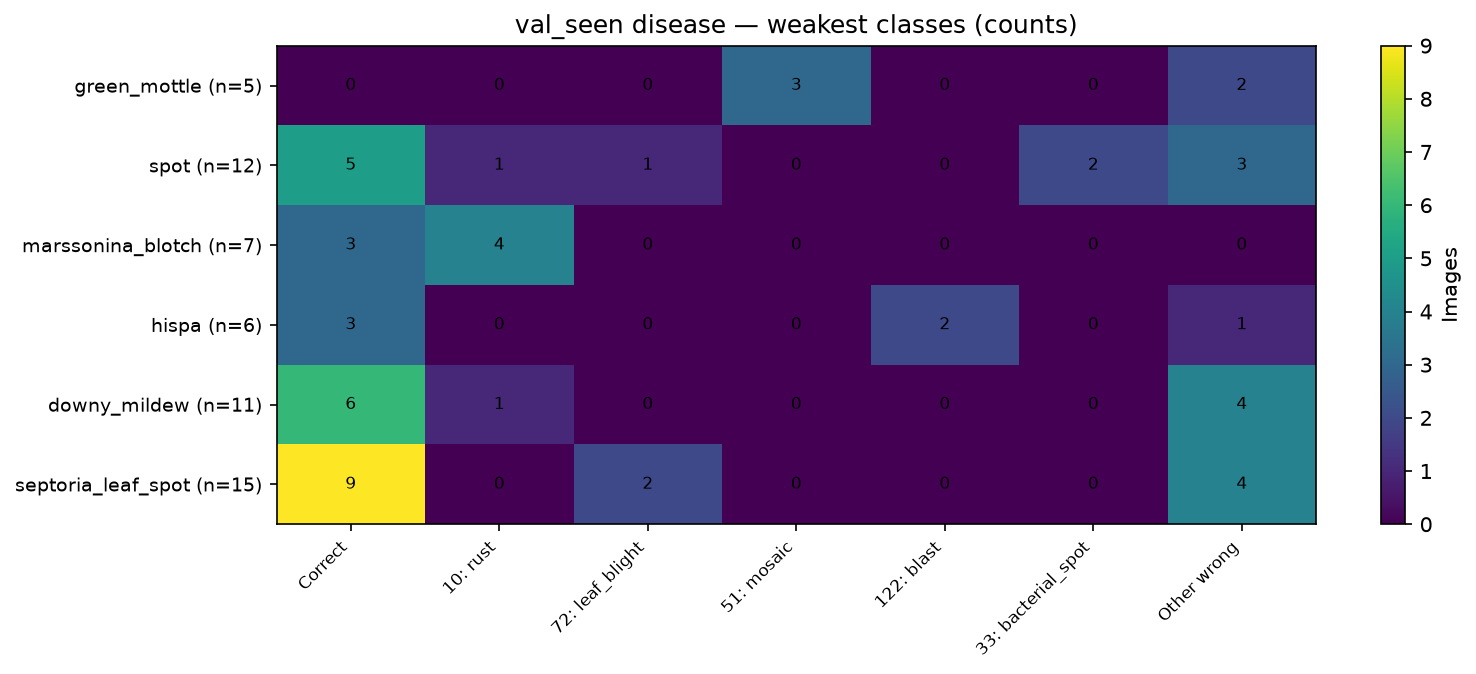 val_seen disease — weakest classes (counts)
green_mottle (n=5) 0 0 0 3 0 0 2
spot (n=12) 5 1 1 0 0 2 3
marssonina_blotch (n=7) 3 4 0 0 0 0 0
hispa (n=6) 3 0 0 0 2 0 1
downy_mildew (n=11) 6 1 0 0 0 0 4
septoria_leaf_spot (n=15) 9 0 2 0 0 0 4
Correct
10: rust
72: leaf_blight
51: mosaic
122: blast
33: bacterial_spot
Other wrong
9
8
7
6
5
4
3
2
1
0
Images